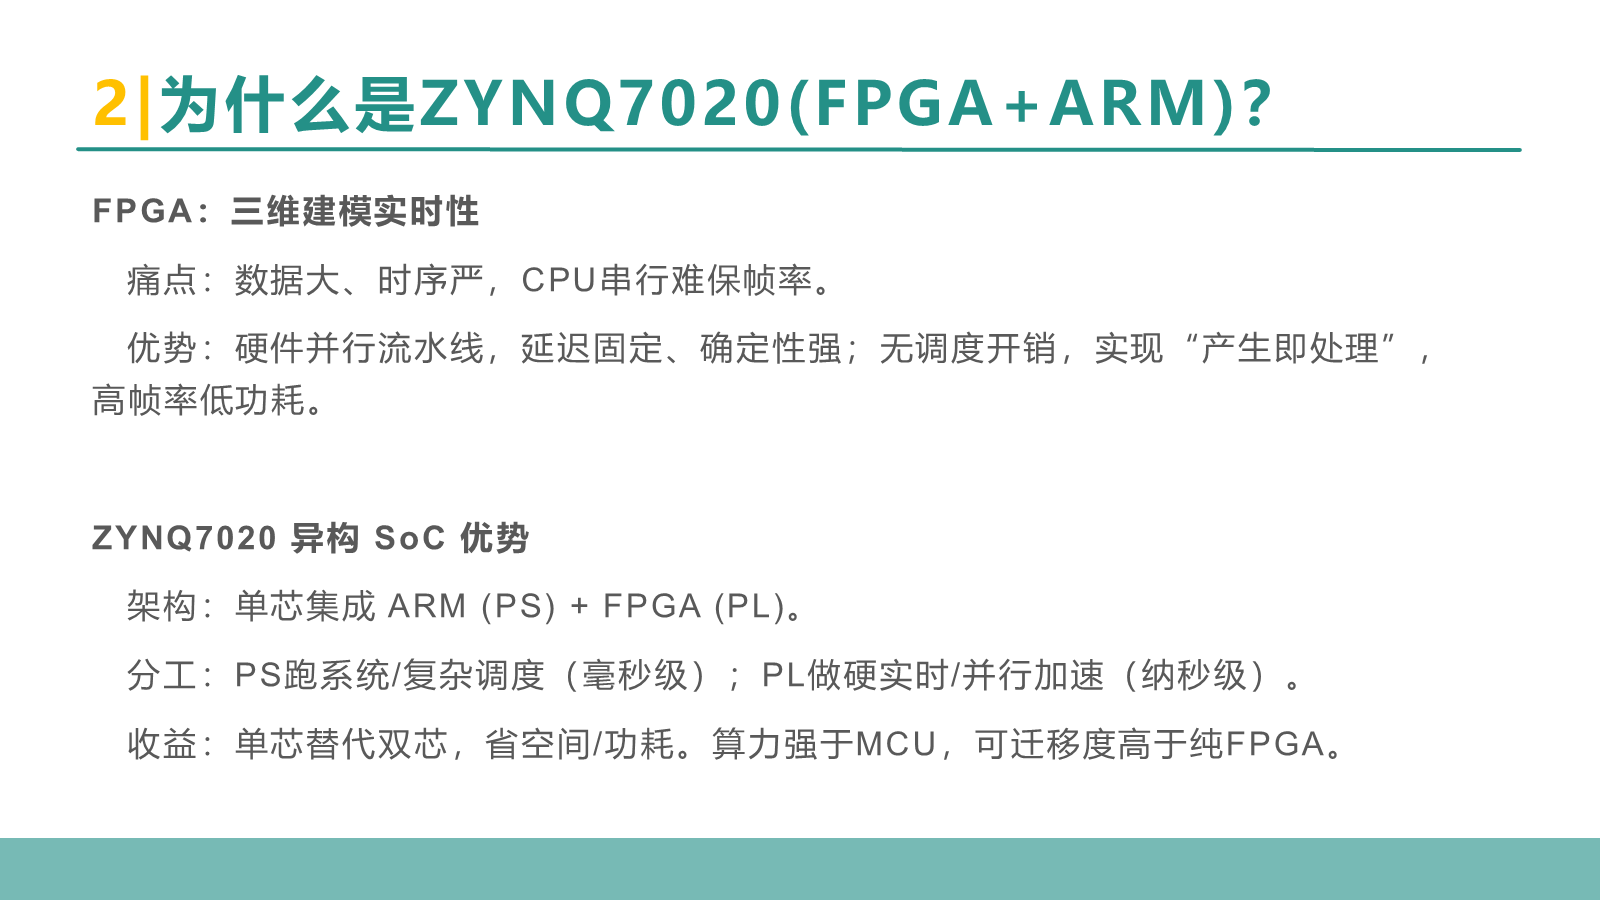 2|为什么是ZYNQ7020(FPGA+ARM)?
FPGA：三维建模实时性
痛点：数据大、时序严，CPU串行难保帧率。
优势：硬件并行流水线，延迟固定、确定性强；无调度开销，实现“产生即处理”，
高帧率低功耗。
ZYNQ7020 异构 SoC 优势
架构：单芯集成 ARM (PS) + FPGA (PL)。
分工：PS跑系统/复杂调度（毫秒级）；PL做硬实时/并行加速（纳秒级）。
收益：单芯替代双芯，省空间/功耗。算力强于MCU，可迁移度高于纯FPGA。